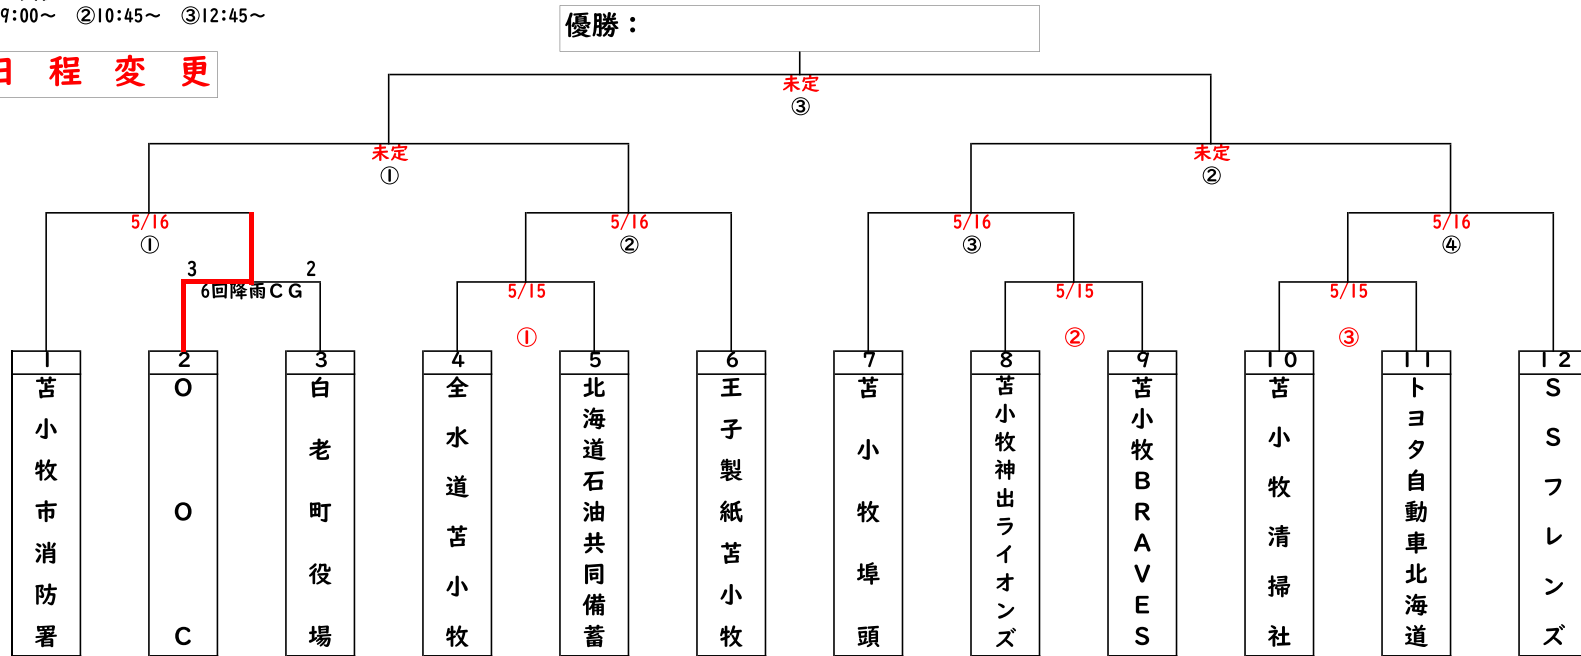 9:00～ ②10:45～ ③12:45～
優勝：
日程変更
未定
③
未定
①
未定
②
5/16
①
5/16
②
5/16
③
5/16
④
3 2
6回降雨ＣＧ
5/15
①
5/15
②
5/15
③
1
苫小牧市消防署
2
ＯＯＣ
3
白老町役場
4
全水道苫小牧
5
北海道石油共同備蓄
6
王子製紙苫小牧
7
苫小牧埠頭
8
苫小牧神出ライオンズ
9
苫小牧ＢＲＡＶＥＳ
10
苫小牧清掃社
11
トヨタ自動車北海道
12
ＳＳフレンズ